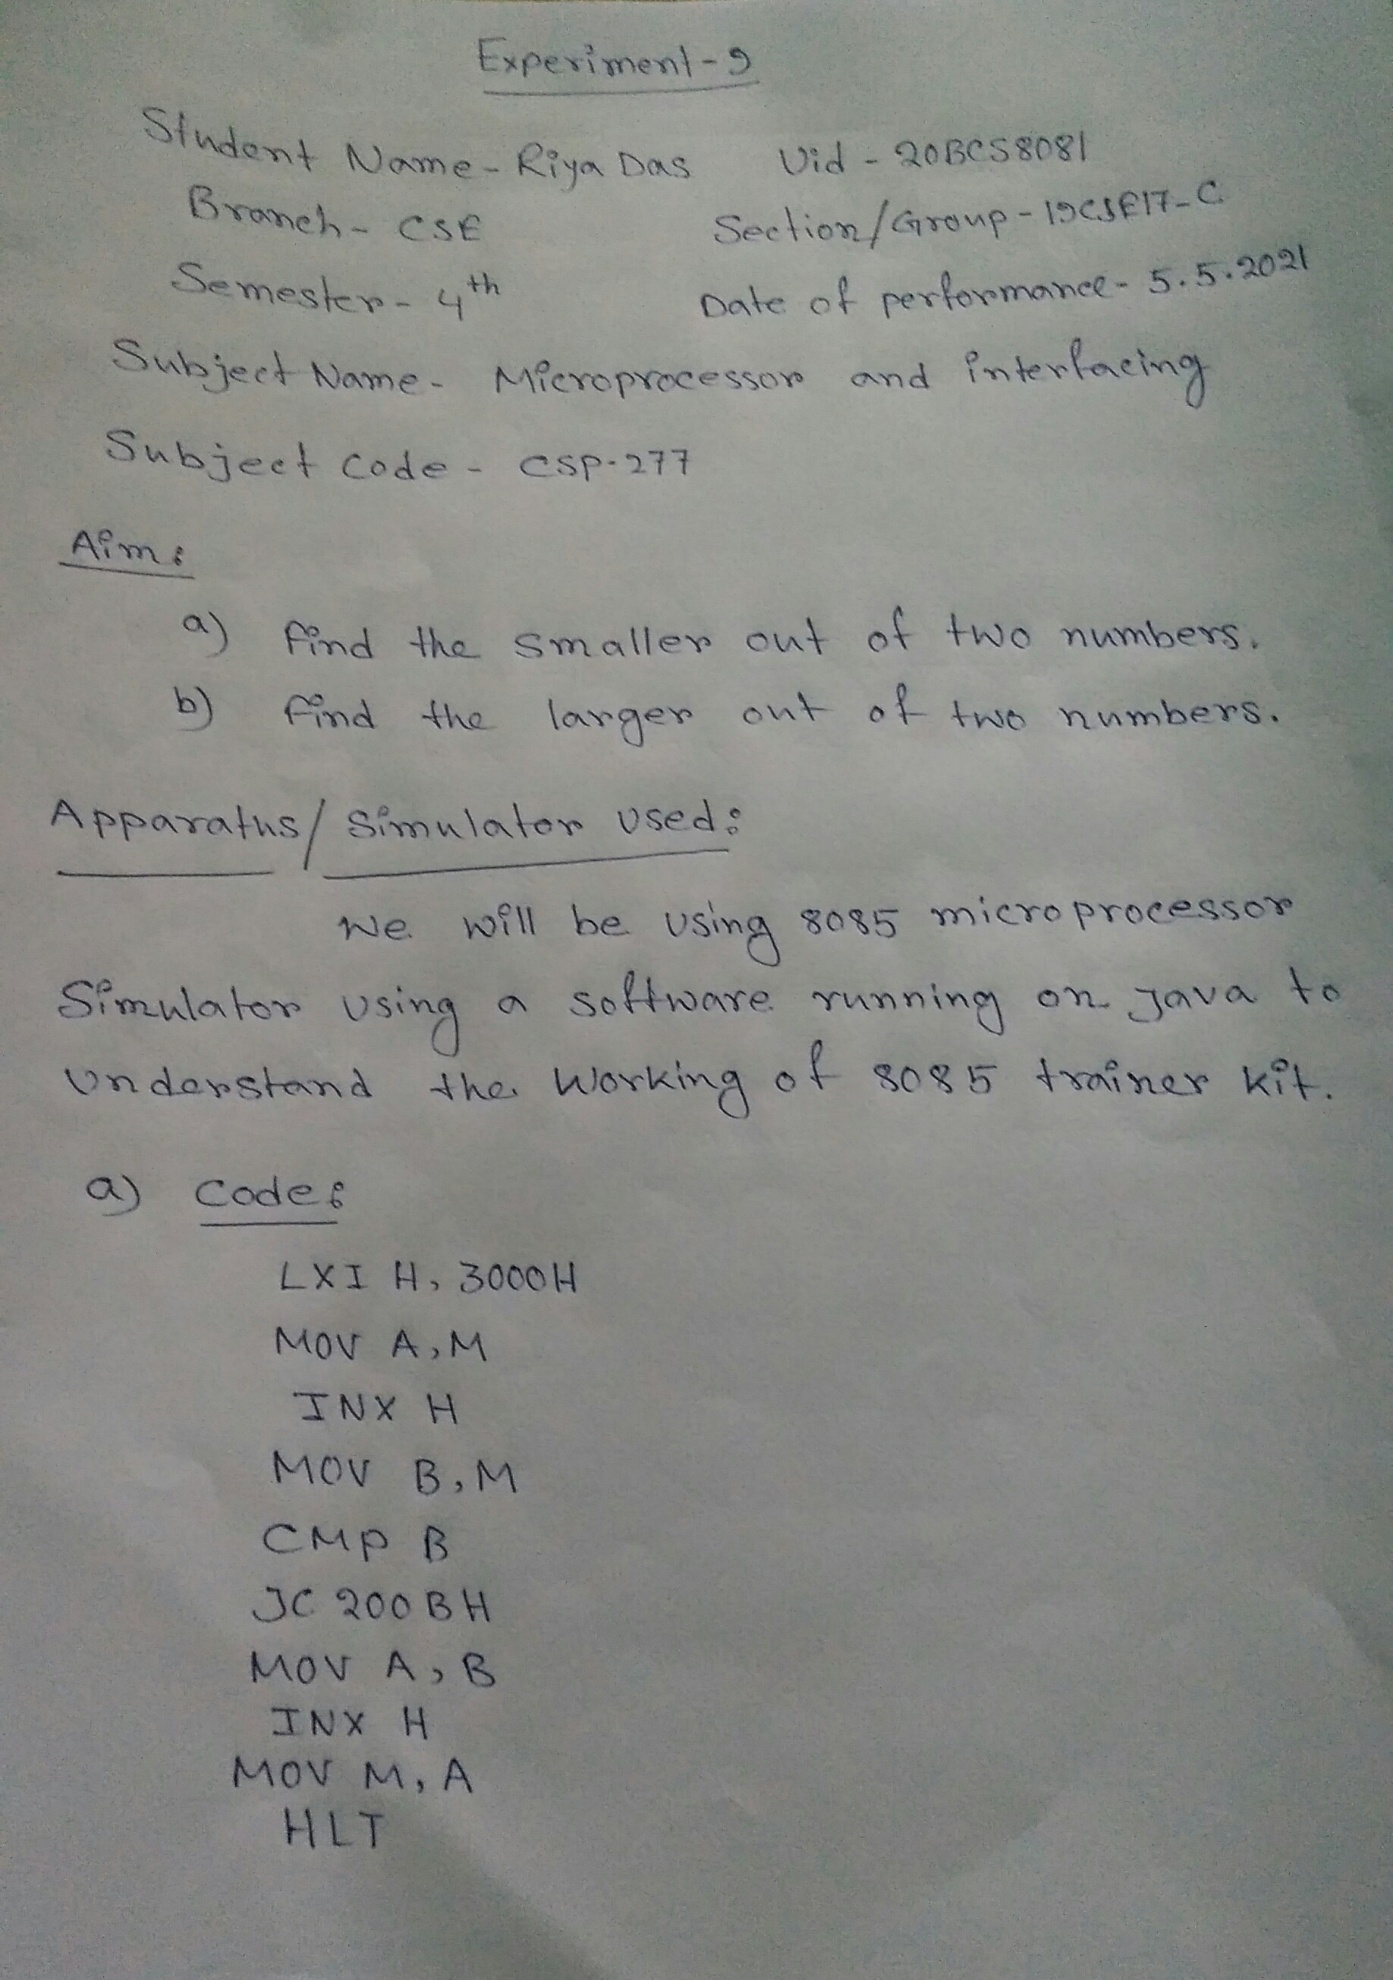 Experiment-9
Student Name - Riya Das Uid - 20BCS8081
Branch - CSE Section/Group - 19CSE17-C
Semester - 4th Date of performance - 5.5.2021
Subject Name - Microprocessor and interfacing
Subject code - CSP-277
Aim:
a) find the smaller out of two numbers.
b) find the larger out of two numbers.
Apparatus/Simulator used:
We will be using 8085 microprocessor
Simulator using a software running on Java to
Understand the working of 8085 trainer kit.
a) Code:
LXI H, 3000H
MOV A,M
INX H
MOV B,M
CMP B
JC 200BH
MOV A,B
INX H
MOV M,A
HLT